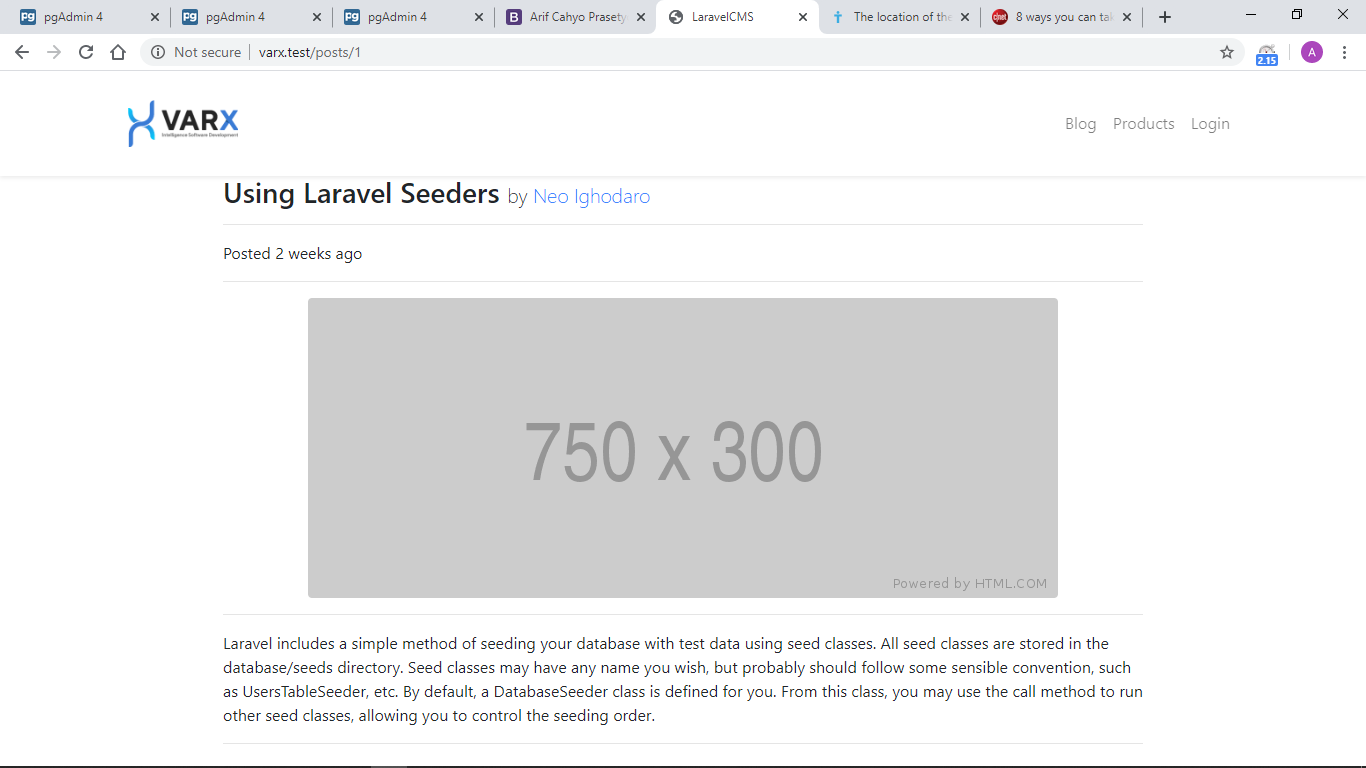 pgAdmin 4
pgAdmin 4
pgAdmin 4
Arif Cahyo Prasety
LaravelCMS
The location of the
8 ways you can tak
Not secure
varx.test/posts/1
2.15
A
VARX
Intelligence Software Development
Blog
Products
Login
Using Laravel Seeders by Neo Ighodaro
Posted 2 weeks ago
750 x 300
Powered by HTML.COM
Laravel includes a simple method of seeding your database with test data using seed classes. All seed classes are stored in the
database/seeds directory. Seed classes may have any name you wish, but probably should follow some sensible convention, such
as UsersTableSeeder, etc. By default, a DatabaseSeeder class is defined for you. From this class, you may use the call method to run
other seed classes, allowing you to control the seeding order.